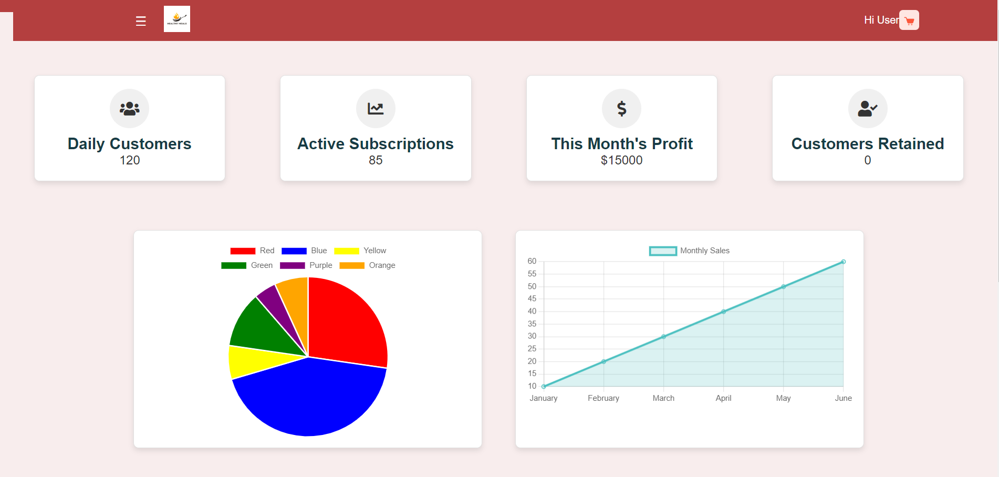 ☰ HEALTHY MEALS Hi User
Daily Customers
120
Active Subscriptions
85
This Month's Profit
$15000
Customers Retained
0
Red Blue Yellow
Green Purple Orange
Monthly Sales
60
55
50
45
40
35
30
25
20
15
10
January February March April May June